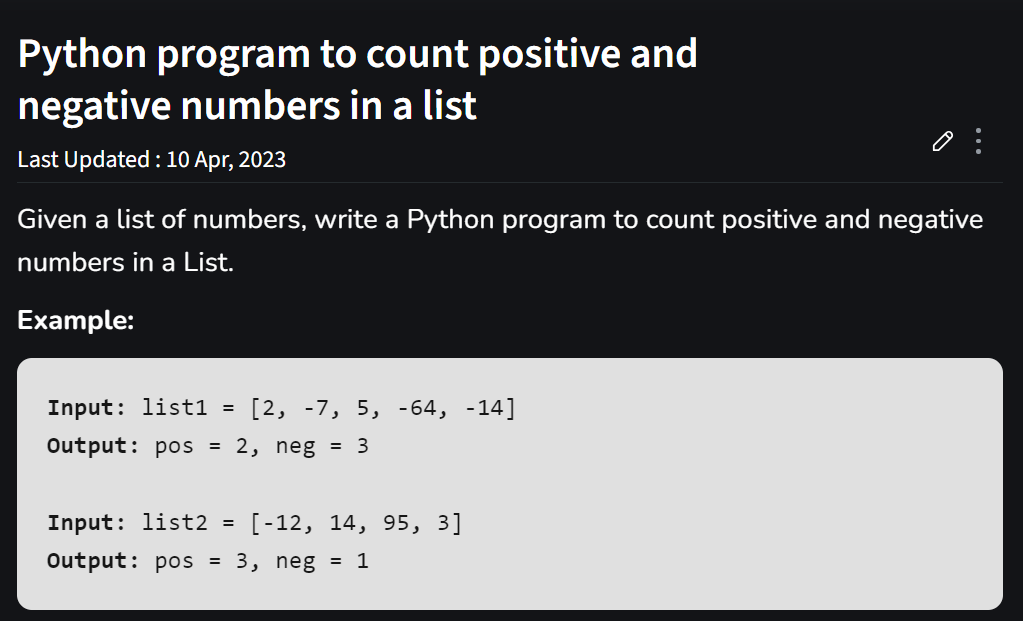 Python program to count positive and
negative numbers in a list
Last Updated : 10 Apr, 2023
Given a list of numbers, write a Python program to count positive and negative
numbers in a List.
Example:
Input: list1 = [2, -7, 5, -64, -14]
Output: pos = 2, neg = 3
Input: list2 = [-12, 14, 95, 3]
Output: pos = 3, neg = 1